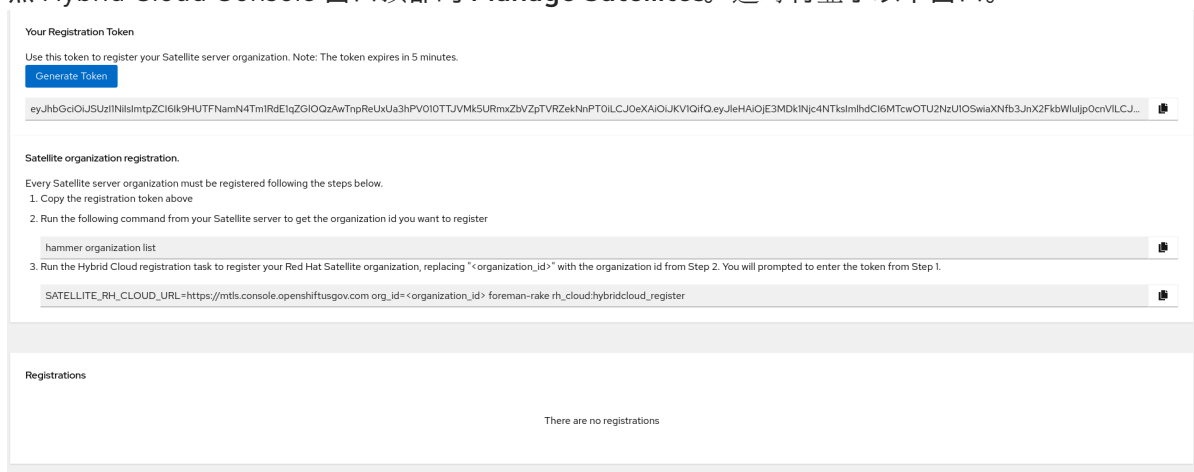 Your Registration Token
Use this token to register your Satellite server organization. Note: The token expires in 5 minutes.
Generate Token
Satellite organization registration.
Every Satellite server organization must be registered following the steps below.
1. Copy the registration token above
2. Run the following command from your Satellite server to get the organization id you want to register
hammer organization list
3. Run the Hybrid Cloud registration task to register your Red Hat Satellite organization, replacing "<organization_id>" with the organization id from Step 2. You will prompted to enter the token from Step 1.
SATELLITE_RH_CLOUD_URL=https://mtls.console.openshiftusgov.com org_id=<organization_id> foreman-rake rh_cloud:hybridcloud_register
Registrations
There are no registrations